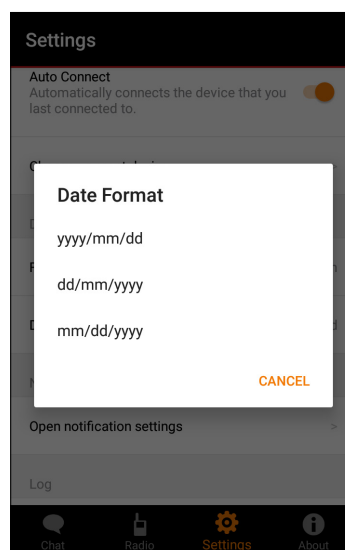 Settings
Auto Connect
Automatically connects the device that you
last connected to.
Date Format
yyyy/mm/dd
dd/mm/yyyy
mm/dd/yyyy
CANCEL
Open notification settings >
Log
Chat Radio Settings About